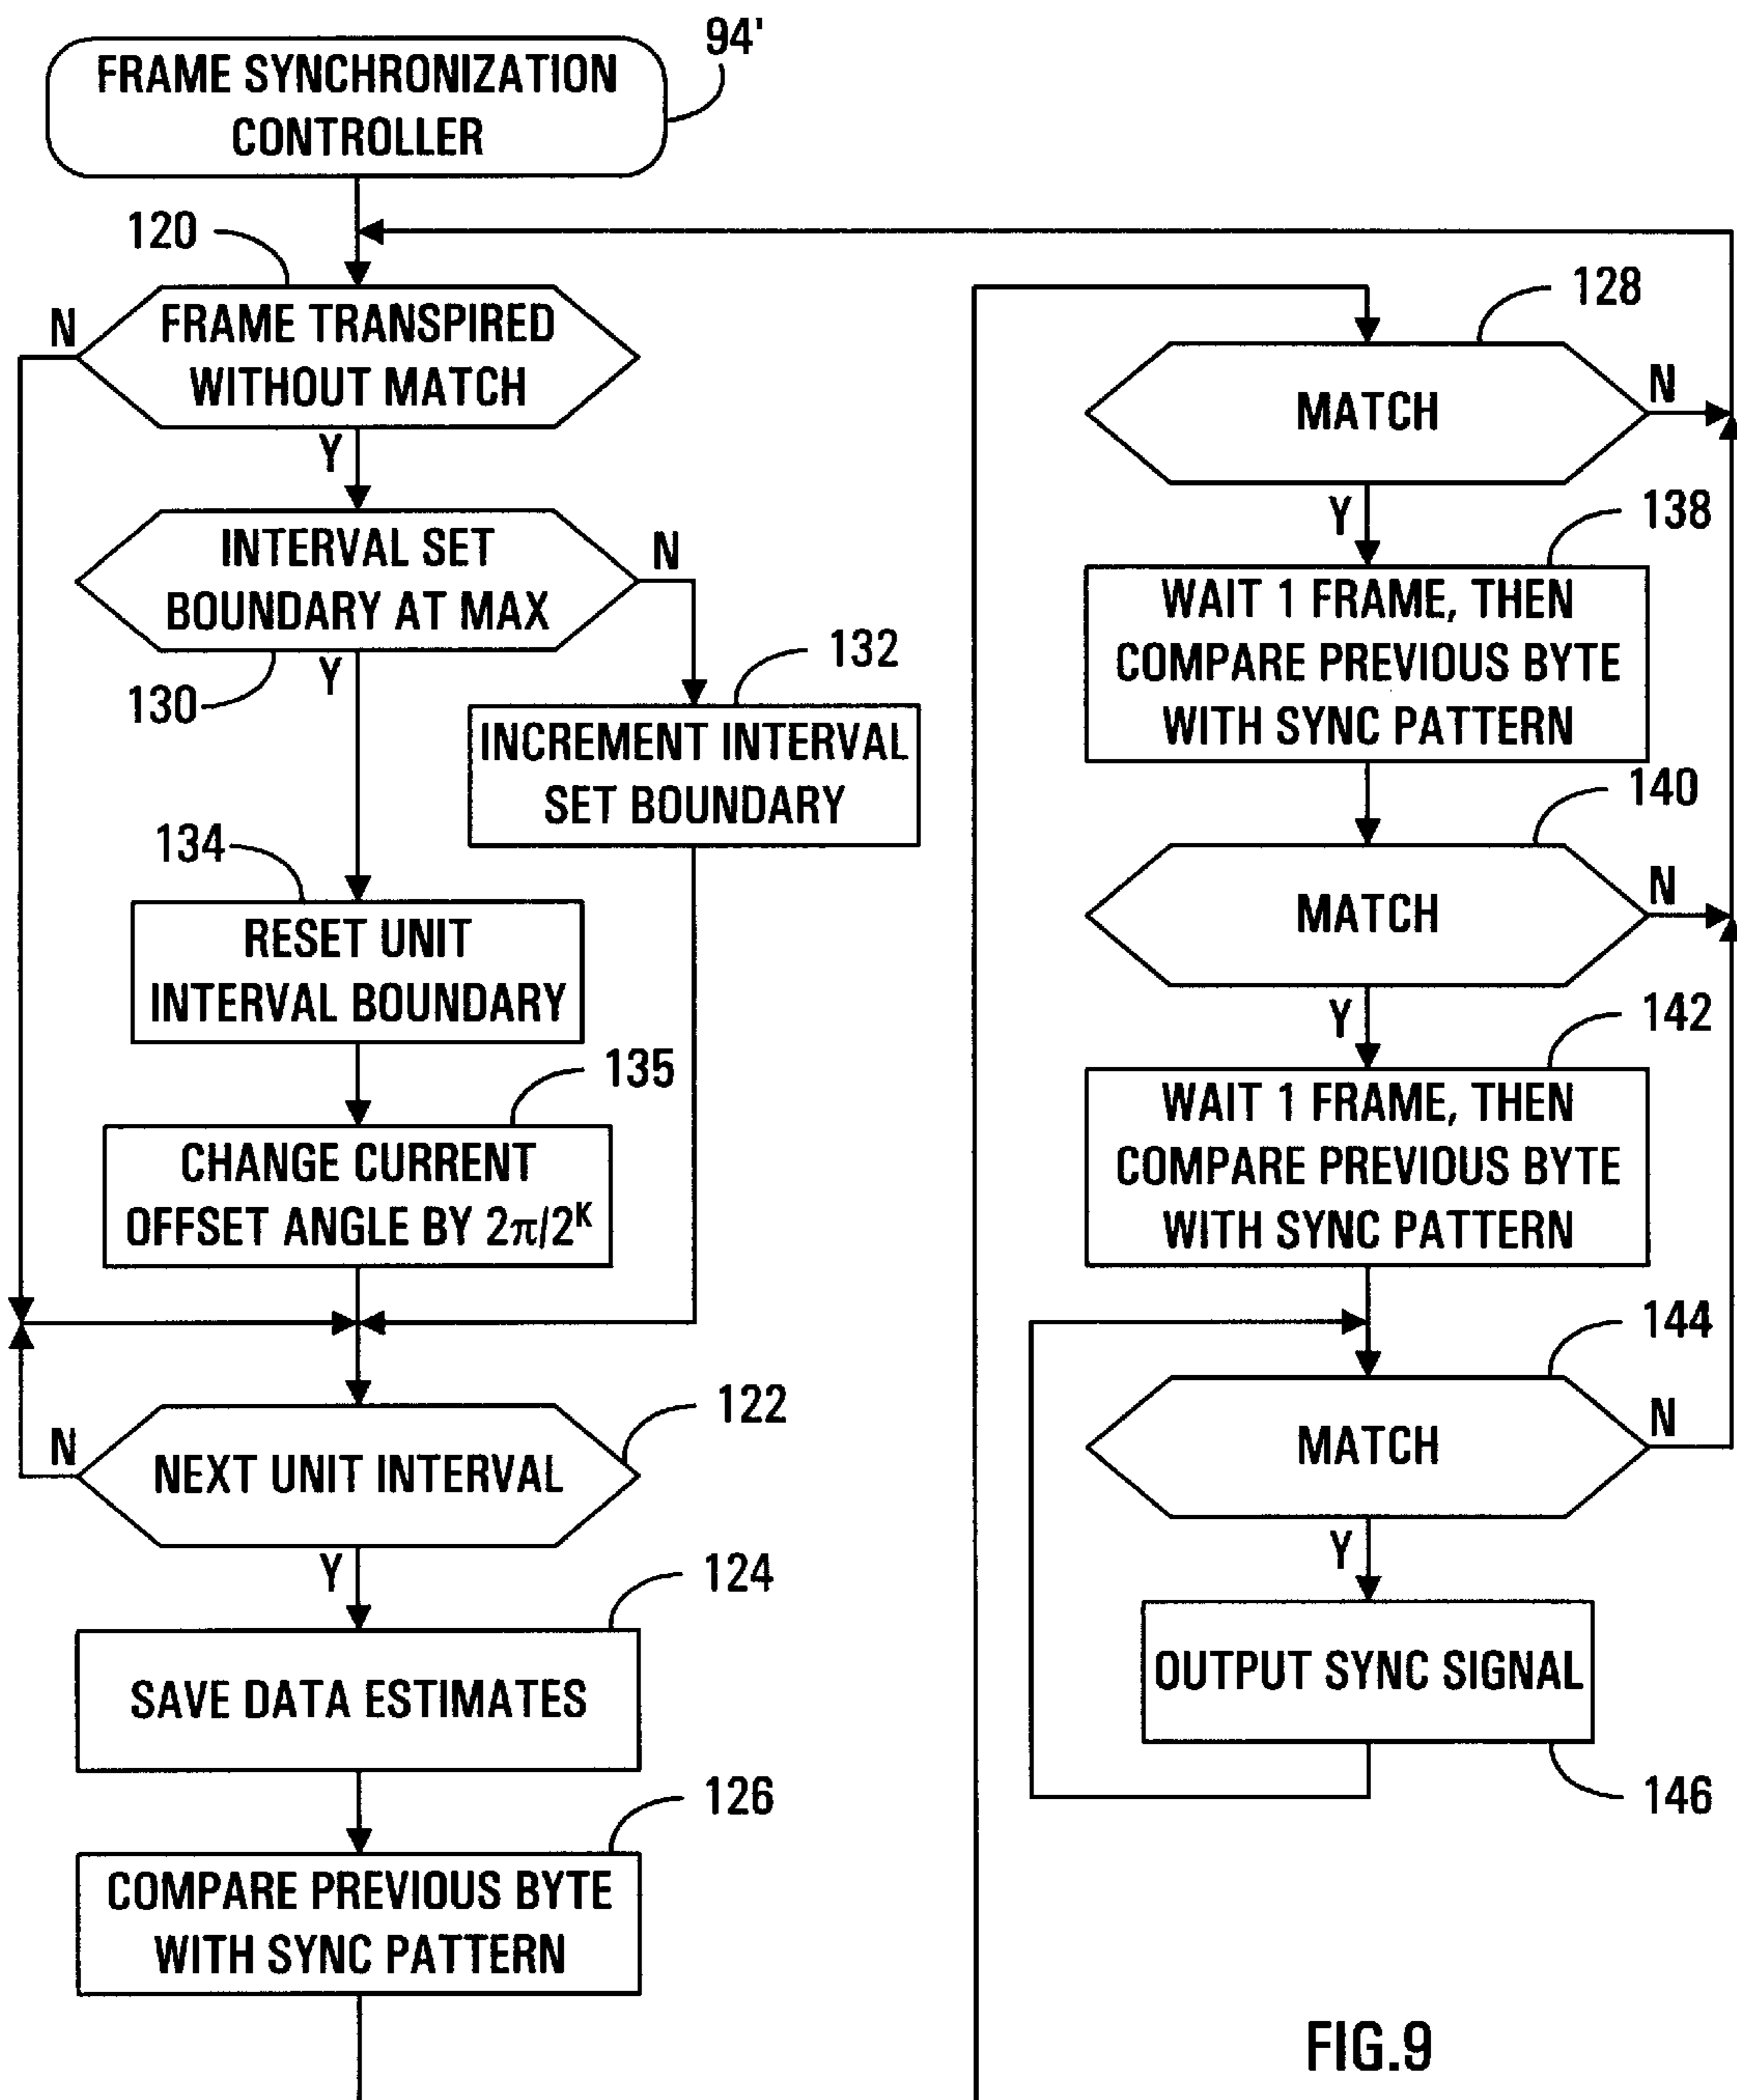 FRAME SYNCHRONIZATION
CONTROLLER
94'
120
N
FRAME TRANSPIRED
WITHOUT MATCH
Y
INTERVAL SET
BOUNDARY AT MAX
N
130
Y
132
INCREMENT INTERVAL
SET BOUNDARY
134
RESET UNIT
INTERVAL BOUNDARY
135
CHANGE CURRENT
OFFSET ANGLE BY 2π/2ᴷ
122
N
NEXT UNIT INTERVAL
Y
124
SAVE DATA ESTIMATES
126
COMPARE PREVIOUS BYTE
WITH SYNC PATTERN
128
MATCH
N
Y
138
WAIT 1 FRAME, THEN
COMPARE PREVIOUS BYTE
WITH SYNC PATTERN
140
MATCH
N
Y
142
WAIT 1 FRAME, THEN
COMPARE PREVIOUS BYTE
WITH SYNC PATTERN
144
MATCH
N
Y
OUTPUT SYNC SIGNAL
146
FIG.9